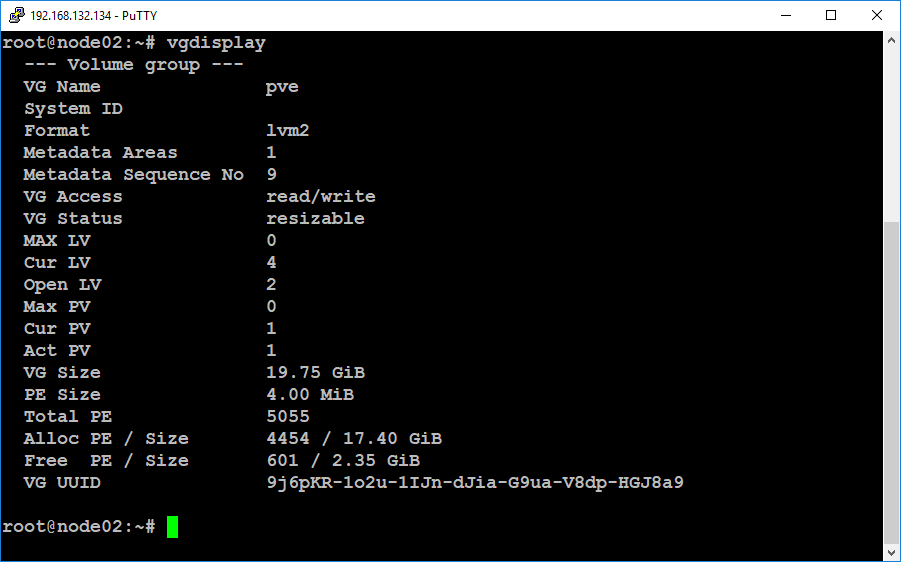 192.168.132.134 - PuTTY
root@node02:~# vgdisplay
  --- Volume group ---
  VG Name               pve
  System ID
  Format                lvm2
  Metadata Areas        1
  Metadata Sequence No  9
  VG Access             read/write
  VG Status             resizable
  MAX LV                0
  Cur LV                4
  Open LV               2
  Max PV                0
  Cur PV                1
  Act PV                1
  VG Size               19.75 GiB
  PE Size               4.00 MiB
  Total PE              5055
  Alloc PE / Size       4454 / 17.40 GiB
  Free  PE / Size       601 / 2.35 GiB
  VG UUID               9j6pKR-1o2u-1IJn-dJia-G9ua-V8dp-HGJ8a9
root@node02:~#